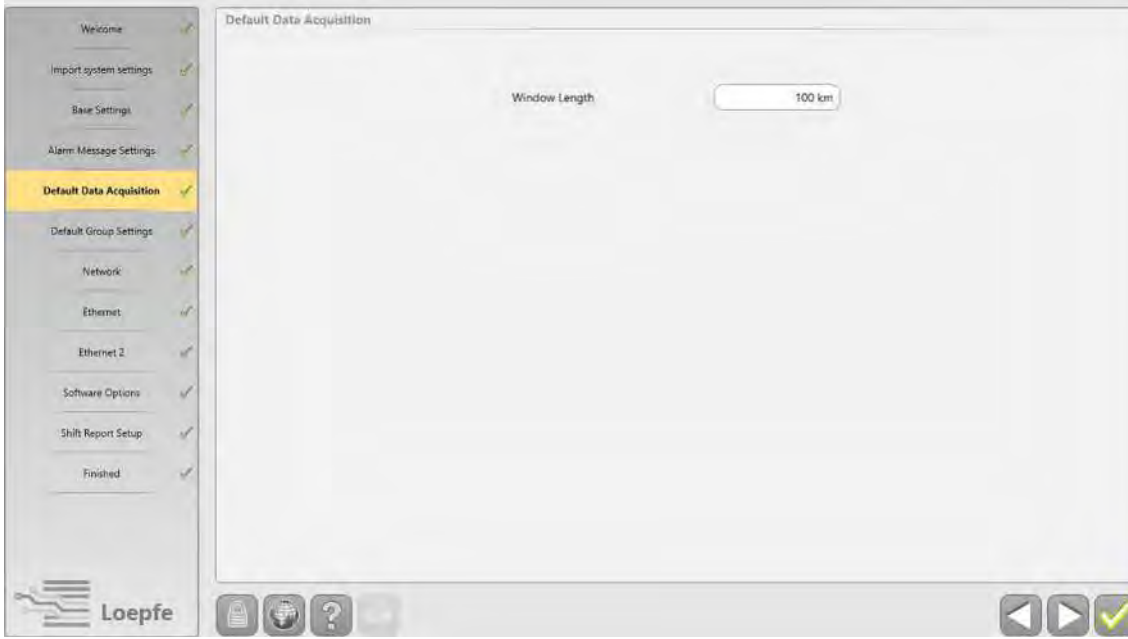 Welcome
Import system settings
Base Settings
Alarm Message Settings
Default Data Acquisition
Default Group Settings
Network
Ethernet
Ethernet 2
Software Options
Shift Report Setup
Finished
Loepfe
Default Data Acquisition
Window Length
100 km
?